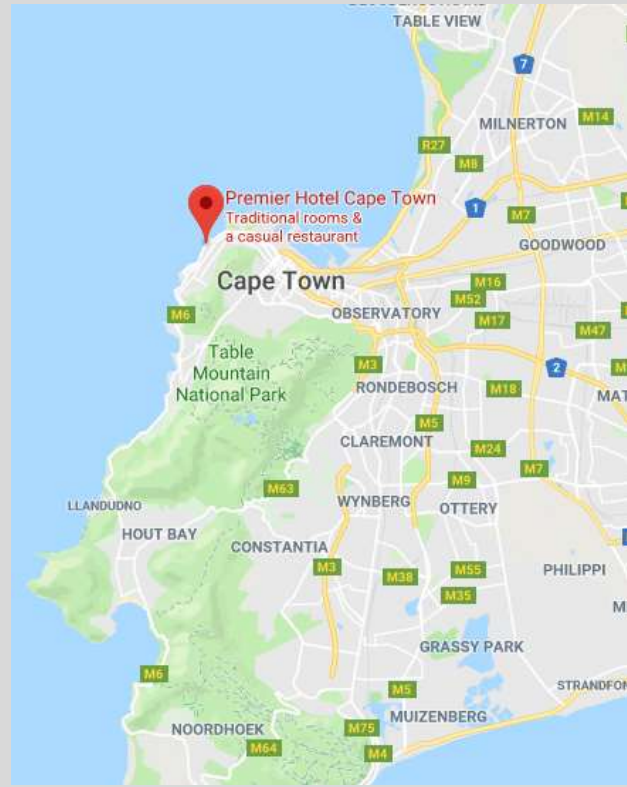 TABLE VIEW
7
MILNERTON
M14
R27
M8
Premier Hotel Cape Town
Traditional rooms &
a casual restaurant
1
M7
GOODWOOD
Cape Town
M16
M52
M6
OBSERVATORY
M17
M47
Table
Mountain
National Park
M3
2
RONDEBOSCH
M18
M5
CLAREMONT
M24
M7
M63
M9
LLANDUDNO
WYNBERG
OTTERY
HOUT BAY
CONSTANTIA
M3
M38
M55
PHILIPPI
M35
GRASSY PARK
M6
STRANDFON
M5
MUIZENBERG
NOORDHOEK
M75
M64
M4